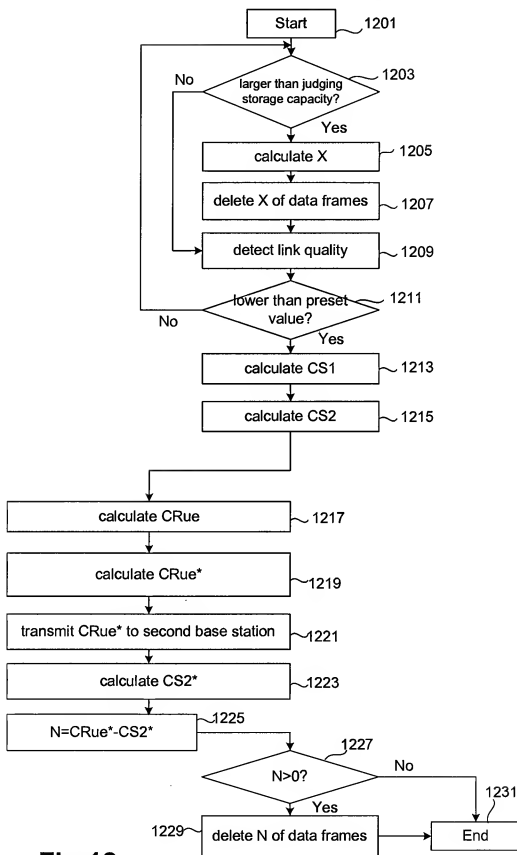 Start
1201
larger than judging
storage capacity?
1203
No
Yes
calculate X
1205
delete X of data frames
1207
detect link quality
1209
lower than preset
value?
1211
No
Yes
calculate CS1
1213
calculate CS2
1215
calculate CRue
1217
calculate CRue*
1219
transmit CRue* to second base station
1221
calculate CS2*
1223
N=CRue*-CS2*
1225
N>0?
1227
No
Yes
1229
delete N of data frames
1231
End